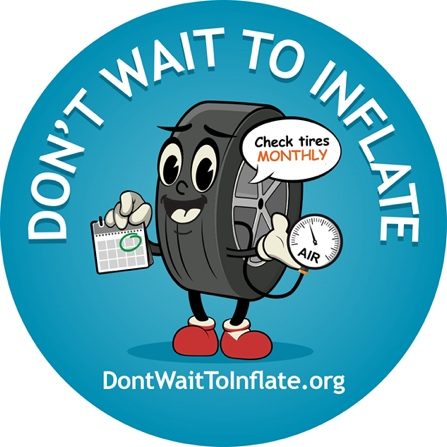 DON'T WAIT TO INFLATE
Check tires
MONTHLY
AIR
DontWaitToInflate.org